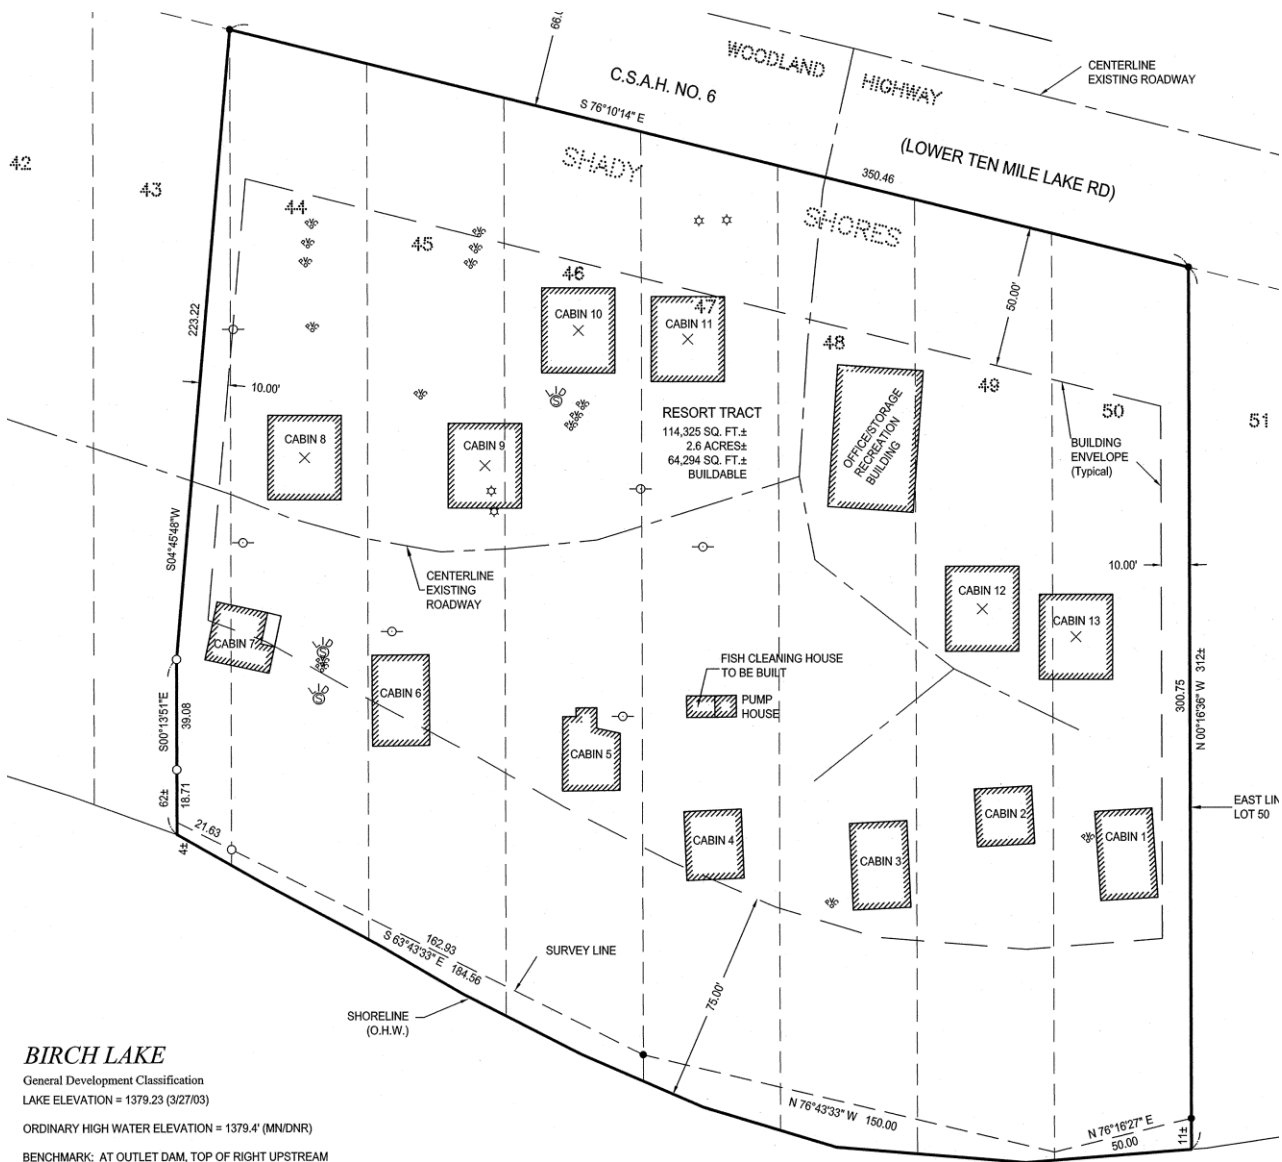 66.0
WOODLAND HIGHWAY
CENTERLINE
EXISTING ROADWAY
C.S.A.H. NO. 6
S 76°10'14" E
(LOWER TEN MILE LAKE RD)
350.46
SHADY
SHORES
42
43
44
45
46
47
48
49
50
51
50.00'
223.22
10.00'
CABIN 10
CABIN 11
CABIN 8
CABIN 9
RESORT TRACT
114,325 SQ. FT.±
2.6 ACRES±
64,294 SQ. FT.±
BUILDABLE
OFFICE/STORAGE
RECREATION
BUILDING
BUILDING
ENVELOPE
(Typical)
S04°45'48"W
CENTERLINE
EXISTING
ROADWAY
10.00'
CABIN 12
CABIN 13
CABIN 7
CABIN 6
FISH CLEANING HOUSE
TO BE BUILT
PUMP
HOUSE
S00°13'51"E
39.08
CABIN 5
300.75
N 00°16'36" W 312±
62±
18.71
21.63
4±
CABIN 4
CABIN 3
CABIN 2
CABIN 1
EAST LIN
LOT 50
162.93
S 63°43'33" E 184.56
SURVEY LINE
75.00'
SHORELINE
(O.H.W.)
N 76°43'33" W 150.00
N 76°16'27" E
50.00
11±
BIRCH LAKE
General Development Classification
LAKE ELEVATION = 1379.23 (3/27/03)
ORDINARY HIGH WATER ELEVATION = 1379.4' (MN/DNR)
BENCHMARK: AT OUTLET DAM, TOP OF RIGHT UPSTREAM